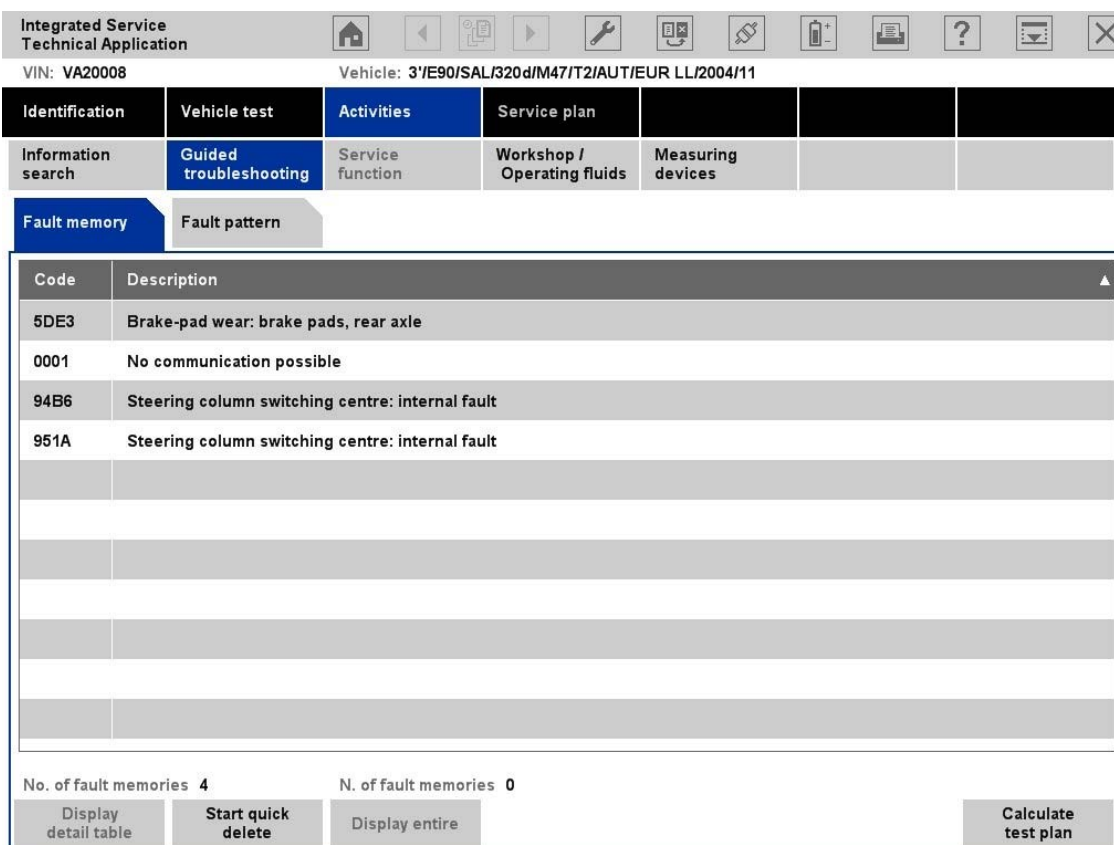 Integrated Service
Technical Application
VIN: VA20008
Vehicle: 3'/E90/SAL/320d/M47/T2/AUT/EUR LL/2004/11
Identification
Vehicle test
Activities
Service plan
Information
search
Guided
troubleshooting
Service
function
Workshop /
Operating fluids
Measuring
devices
Fault memory
Fault pattern
Code Description
5DE3 Brake-pad wear: brake pads, rear axle
0001 No communication possible
94B6 Steering column switching centre: internal fault
951A Steering column switching centre: internal fault
No. of fault memories 4
N. of fault memories 0
Display
detail table
Start quick
delete
Display entire
Calculate
test plan